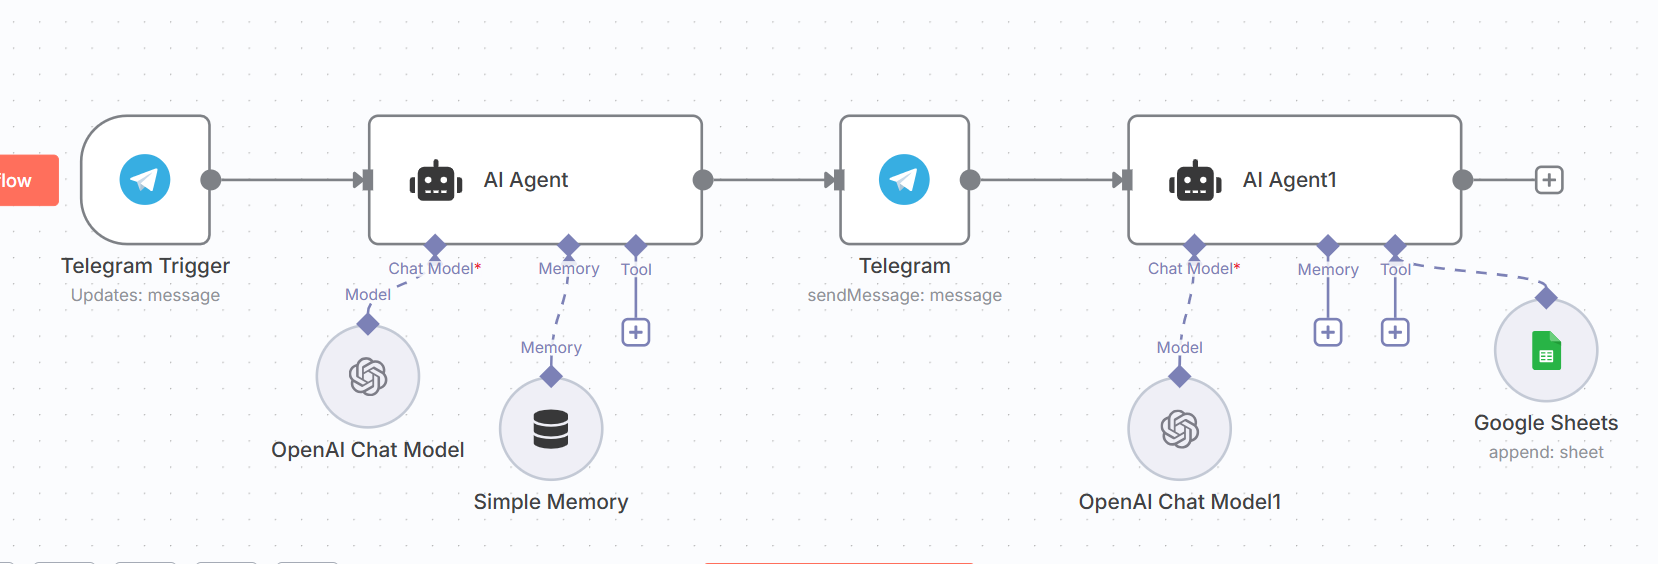 flow
AI Agent
AI Agent1
Telegram Trigger
Updates: message
Chat Model*
Memory
Tool
Telegram
sendMessage: message
Chat Model*
Memory
Tool
Model
Memory
Model
OpenAI Chat Model
Simple Memory
OpenAI Chat Model1
Google Sheets
append: sheet